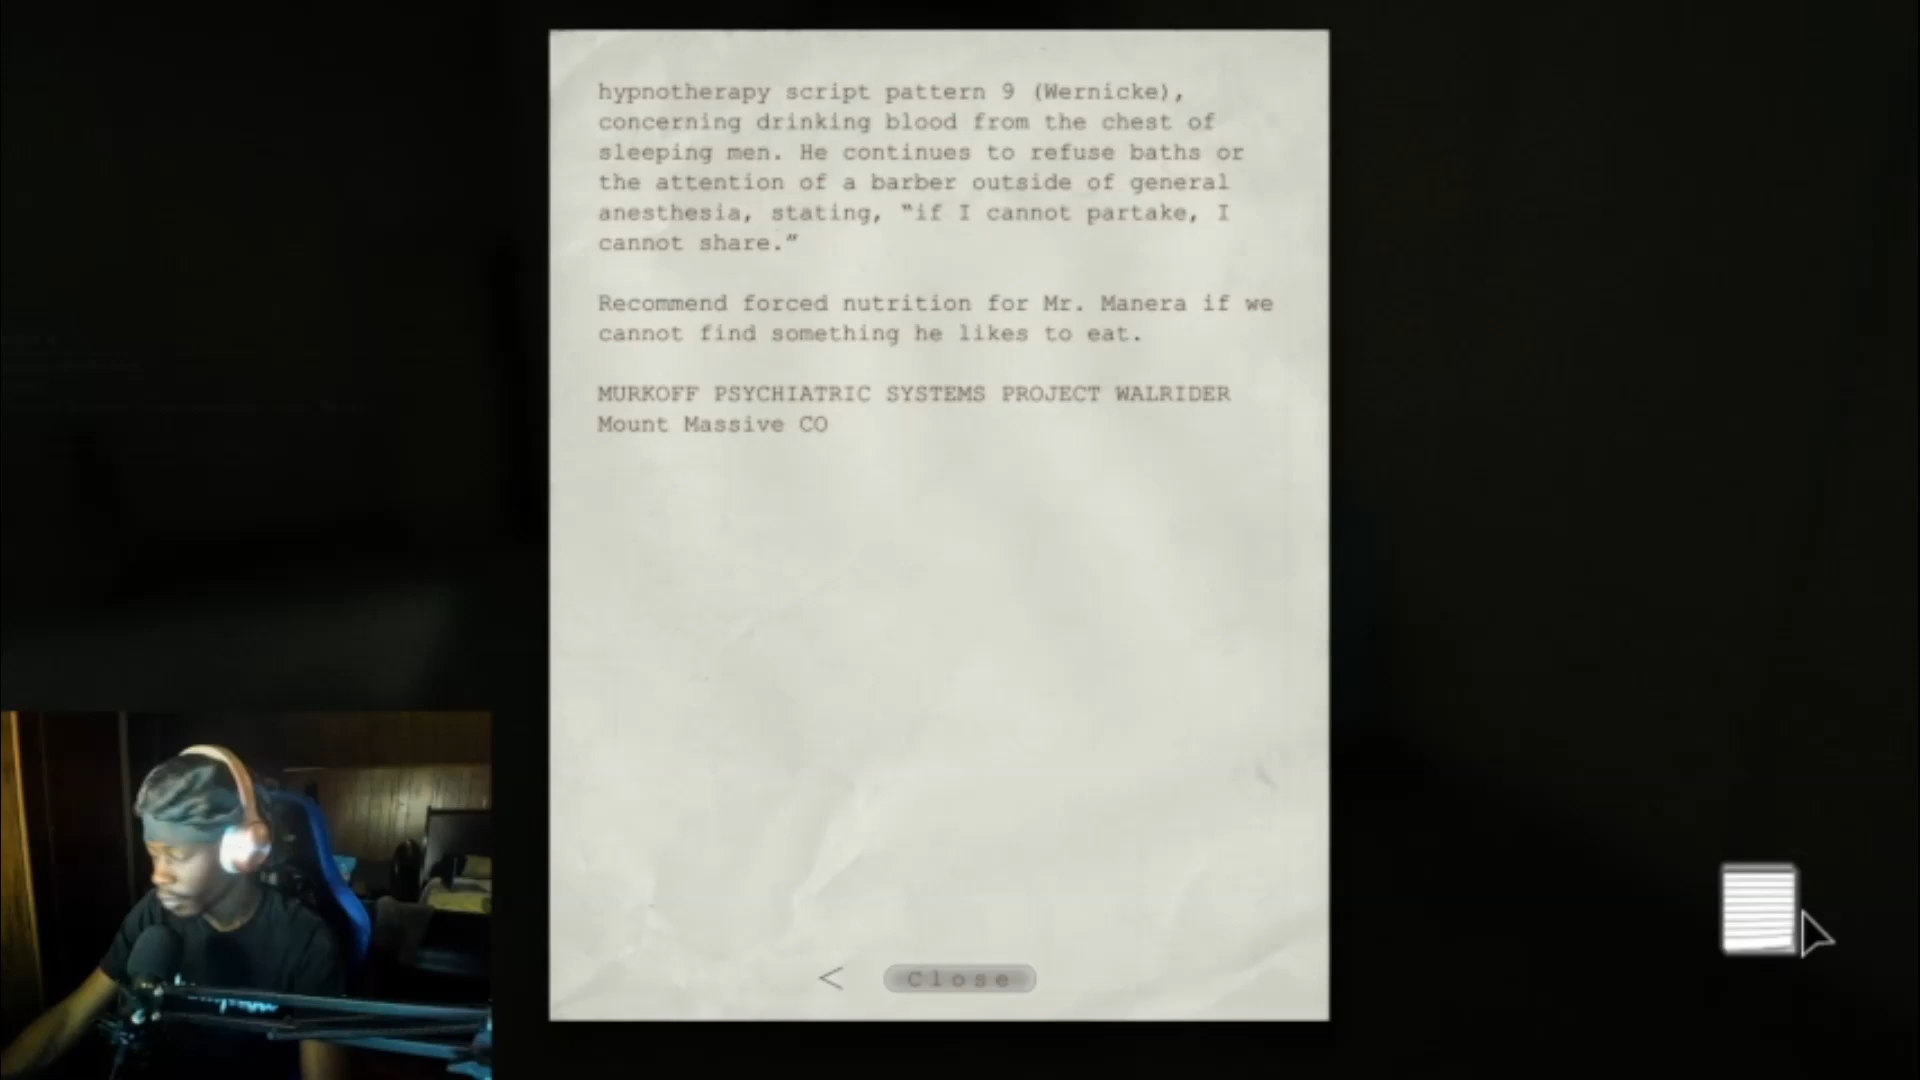 hypnotherapy script pattern 9 (Wernicke),
concerning drinking blood from the chest of
sleeping men. He continues to refuse baths or
the attention of a barber outside of general
anesthesia, stating, "if I cannot partake, I
cannot share."
Recommend forced nutrition for Mr. Manera if we
cannot find something he likes to eat.
MURKOFF PSYCHIATRIC SYSTEMS PROJECT WALRIDER
Mount Massive CO
< Close